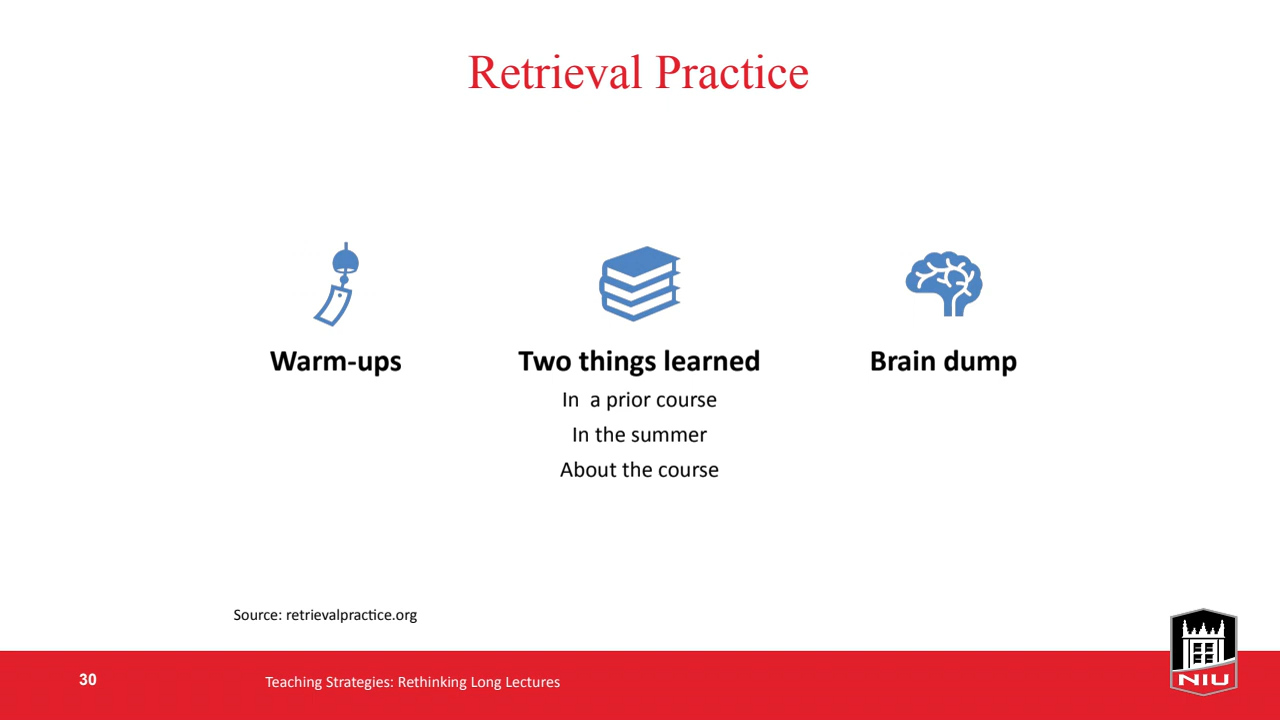 Retrieval Practice
Warm-ups
Two things learned
Brain dump
In  a prior course
In the summer
About the course
Source: retrievalpractice.org
30
Teaching Strategies: Rethinking Long Lectures
NIU